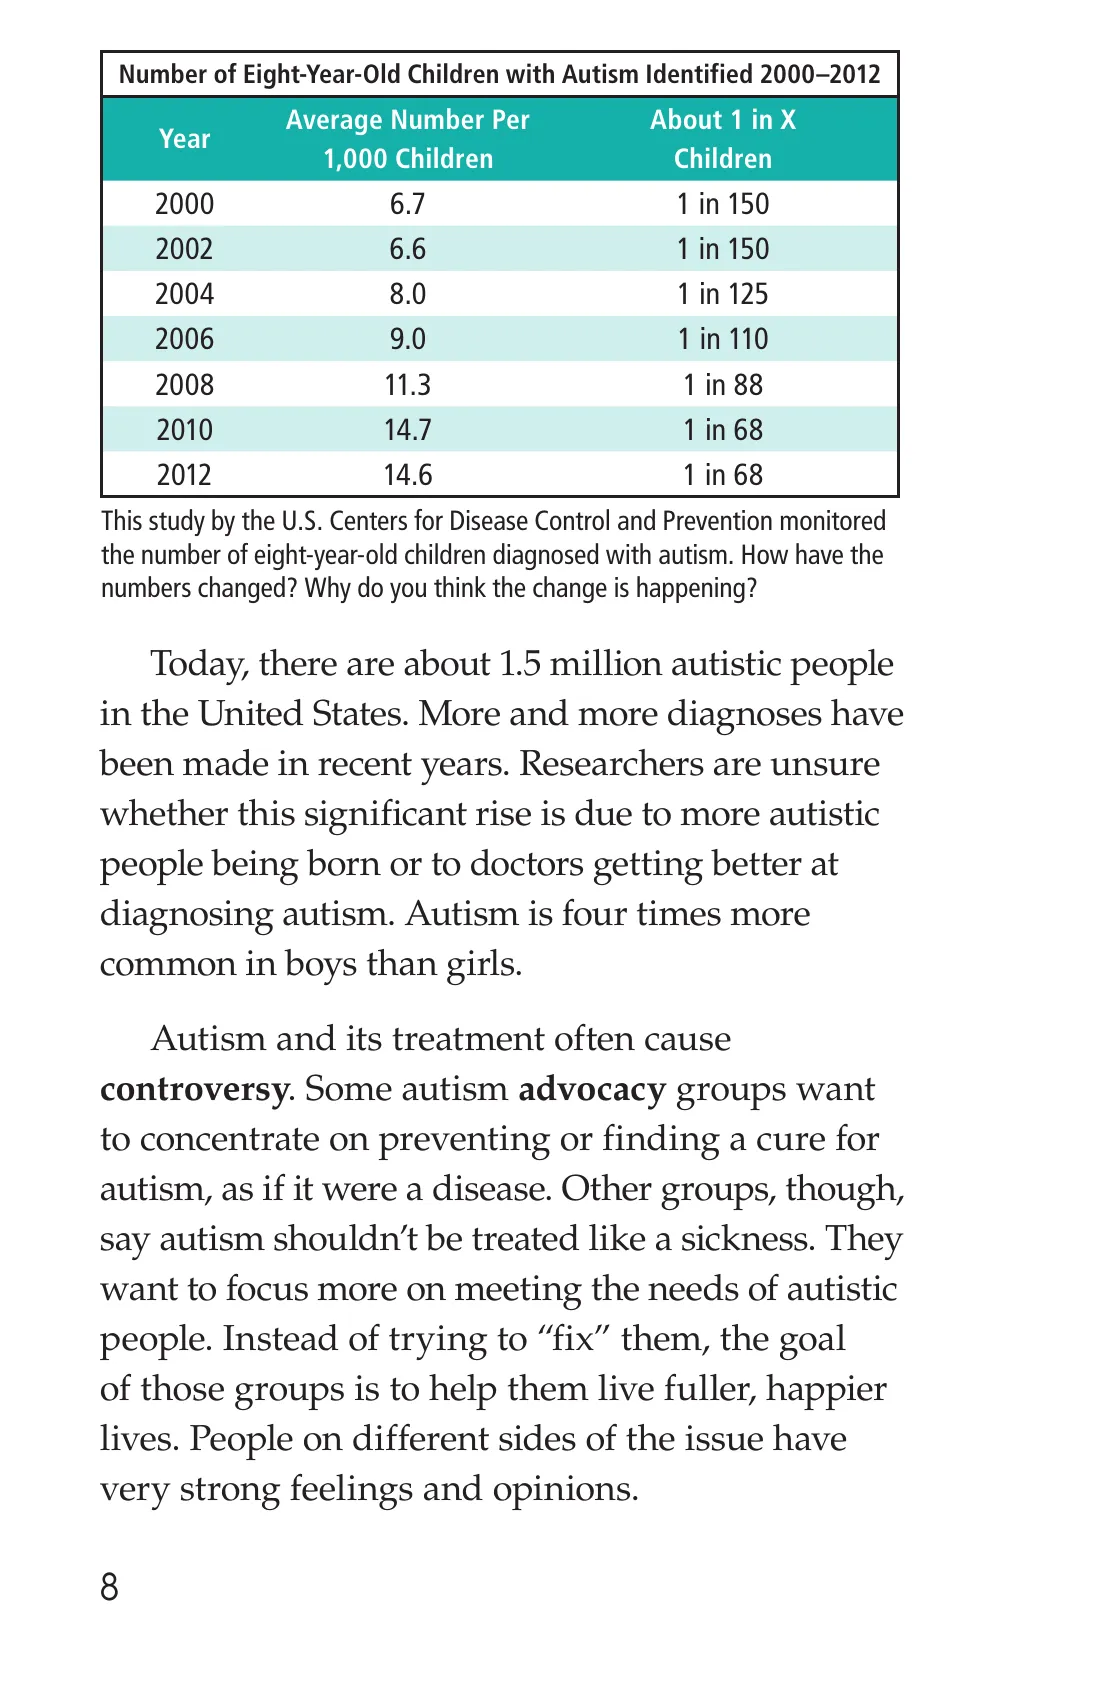 Number of Eight-Year-Old Children with Autism Identified 2000–2012
Year Average Number Per 1,000 Children About 1 in X Children
2000 6.7 1 in 150
2002 6.6 1 in 150
2004 8.0 1 in 125
2006 9.0 1 in 110
2008 11.3 1 in 88
2010 14.7 1 in 68
2012 14.6 1 in 68
This study by the U.S. Centers for Disease Control and Prevention monitored
the number of eight-year-old children diagnosed with autism. How have the
numbers changed? Why do you think the change is happening?
Today, there are about 1.5 million autistic people
in the United States. More and more diagnoses have
been made in recent years. Researchers are unsure
whether this significant rise is due to more autistic
people being born or to doctors getting better at
diagnosing autism. Autism is four times more
common in boys than girls.
Autism and its treatment often cause
controversy. Some autism advocacy groups want
to concentrate on preventing or finding a cure for
autism, as if it were a disease. Other groups, though,
say autism shouldn’t be treated like a sickness. They
want to focus more on meeting the needs of autistic
people. Instead of trying to “fix” them, the goal
of those groups is to help them live fuller, happier
lives. People on different sides of the issue have
very strong feelings and opinions.
8